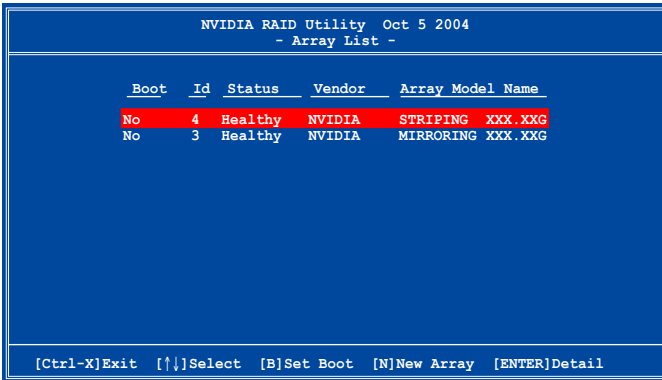 NVIDIA RAID Utility Oct 5 2004
- Array List -
Boot Id Status Vendor Array Model Name
No 4 Healthy NVIDIA STRIPING XXX.XXG
No 3 Healthy NVIDIA MIRRORING XXX.XXG
[Ctrl-X]Exit [↑↓]Select [B]Set Boot [N]New Array [ENTER]Detail